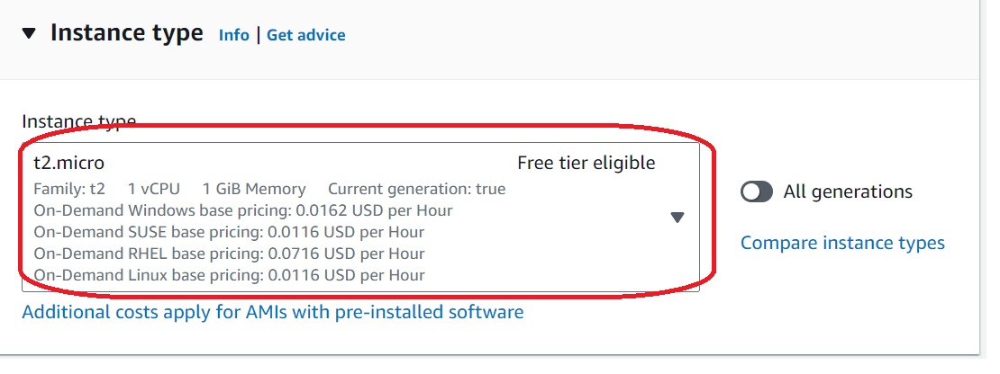 Instance type Info | Get advice
Instance type
t2.micro Free tier eligible
Family: t2 1 vCPU 1 GiB Memory Current generation: true
On-Demand Windows base pricing: 0.0162 USD per Hour
On-Demand SUSE base pricing: 0.0116 USD per Hour
On-Demand RHEL base pricing: 0.0716 USD per Hour
On-Demand Linux base pricing: 0.0116 USD per Hour
All generations
Compare instance types
Additional costs apply for AMIs with pre-installed software